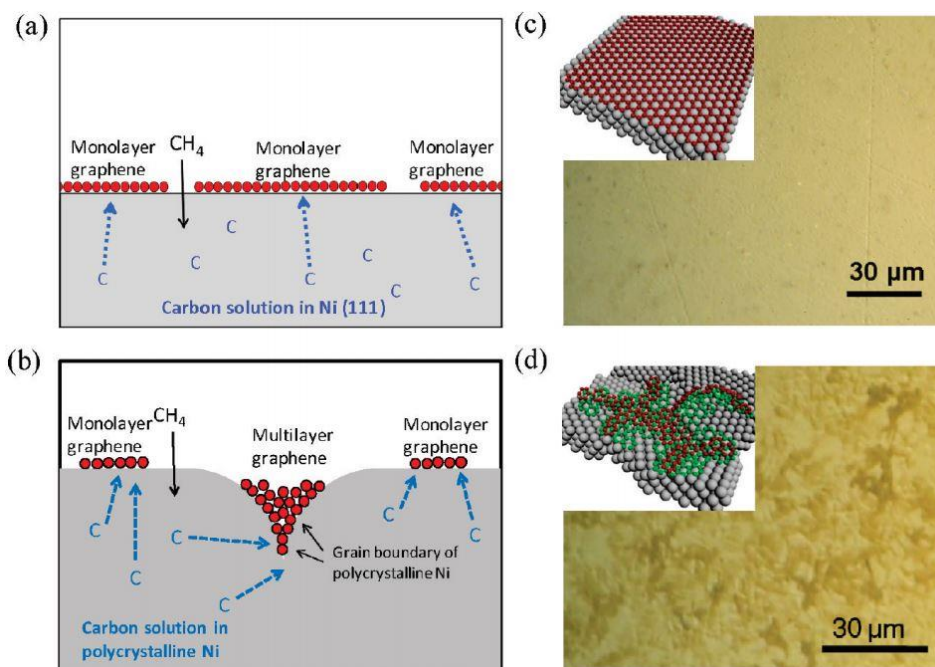 (a)
Monolayer
graphene
CH4
Monolayer
graphene
Monolayer
graphene
C
C
C
C
C
C
C
Carbon solution in Ni (111)
(b)
Monolayer
graphene
CH4
Multilayer
graphene
Monolayer
graphene
C
C
C
C
C
C
Grain boundary of
polycrystalline Ni
Carbon solution in
polycrystalline Ni
(c)
30 µm
(d)
30 µm